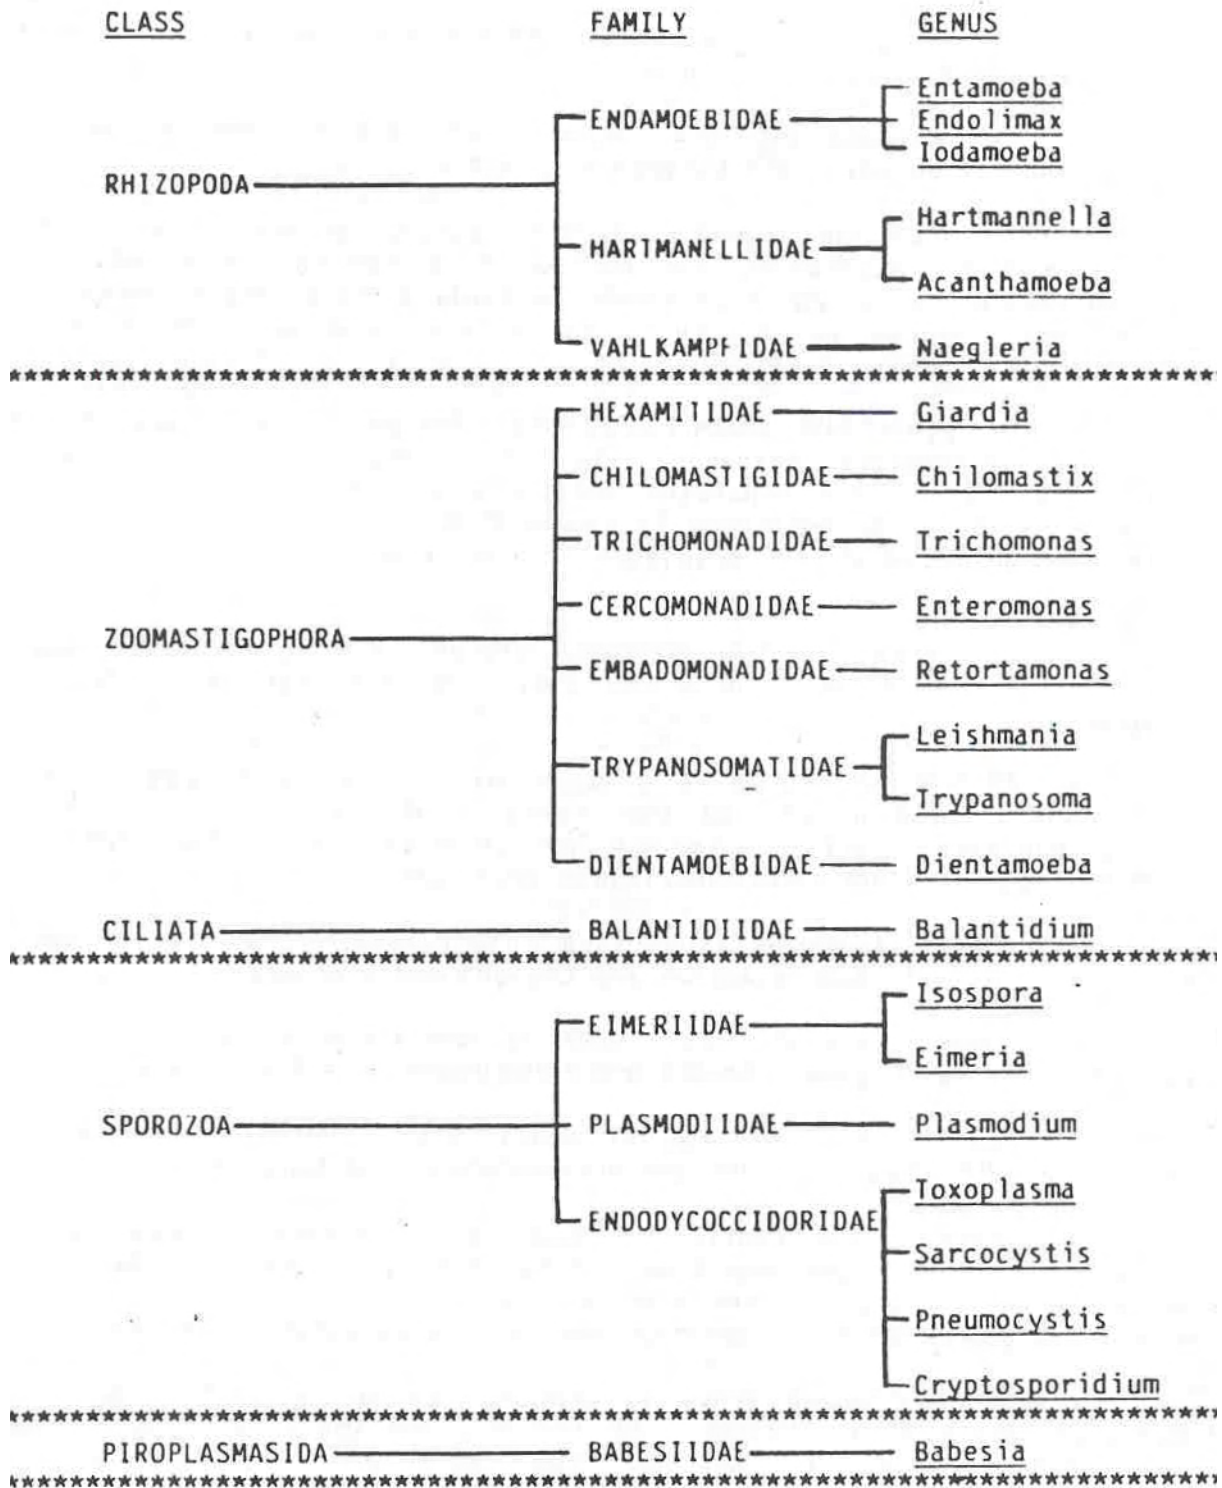 CLASS FAMILY GENUS
Entamoeba
ENDAMOEBIDAE Endolimax
Iodamoeba
RHIZOPODA
Hartmannella
HARTMANELLIDAE
Acanthamoeba
VAHLKAMPFIDAE Naegleria
****************************************************************************
HEXAMITIDAE Giardia
CHILOMASTIGIDAE Chilomastix
TRICHOMONADIDAE Trichomonas
CERCOMONADIDAE Enteromonas
ZOOMASTIGOPHORA
EMBADOMONADIDAE Retortamonas
Leishmania
TRYPANOSOMATIDAE
Trypanosoma
DIENTAMOEBIDAE Dientamoeba
CILIATA BALANTIDIIDAE Balantidium
****************************************************************************
Isospora
EIMERIIDAE
Eimeria
SPOROZOA PLASMODIIDAE Plasmodium
Toxoplasma
ENDODYCOCCIDORIDAE
Sarcocystis
Pneumocystis
Cryptosporidium
****************************************************************************
PIROPLASMASIDA BABESIIDAE Babesia
****************************************************************************